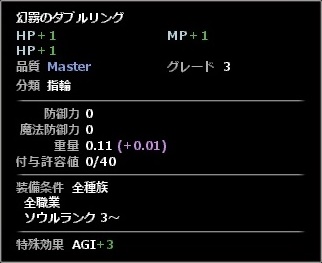 幻霧のダブルリング
HP+1 MP+1
HP+1
品質 Master グレード 3
分類 指輪
防御力 0
魔法防御力 0
重量 0.11 (+0.01)
付与許容値 0/40
装備条件 全種族
全職業
ソウルランク 3～
特殊効果 AGI+3